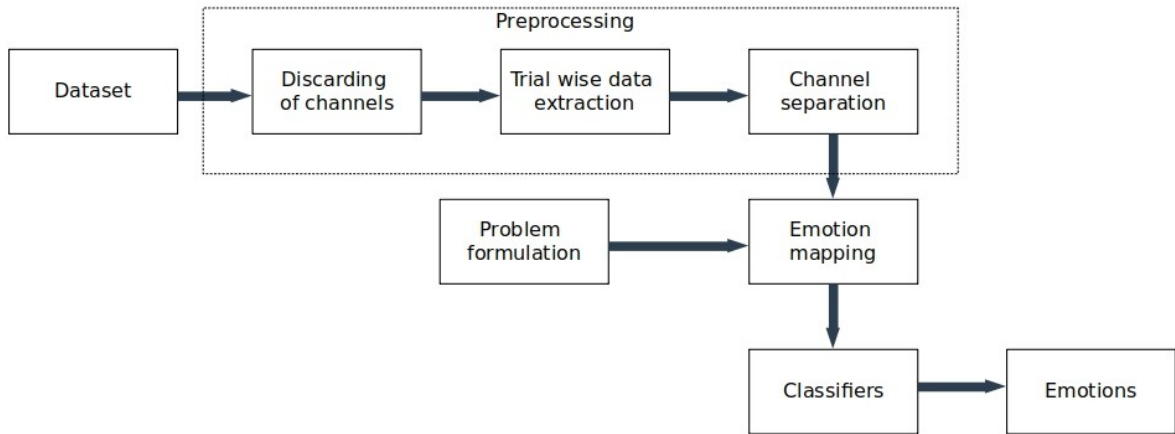 Preprocessing
Dataset
Discarding
of channels
Trial wise data
extraction
Channel
separation
Problem
formulation
Emotion
mapping
Classifiers
Emotions